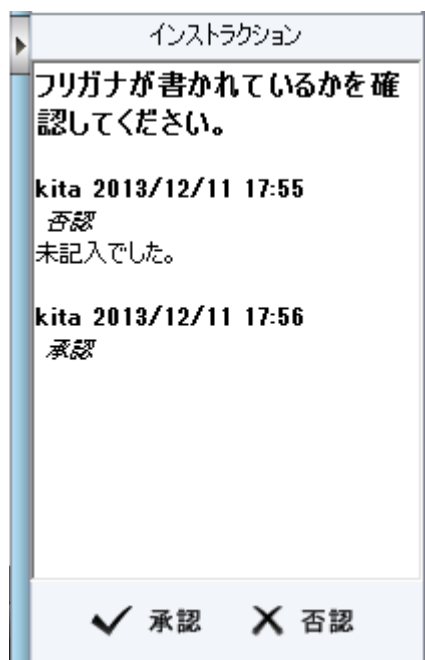 インストラクション
フリガナが書かれているかを確
認してください。
kita 2013/12/11 17:55
否認
未記入でした。
kita 2013/12/11 17:56
承認
承認 否認